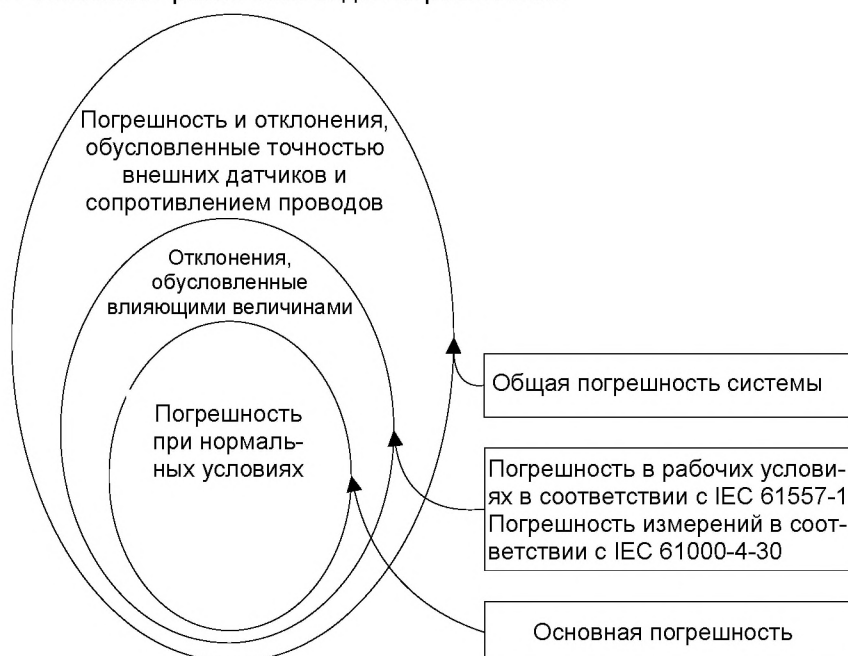 Погрешность и отклонения,
обусловленные точностью
внешних датчиков и
сопротивлением проводов
Отклонения,
обусловленные
влияющими величинами
Погрешность
при нормаль-
ных условиях
Общая погрешность системы
Погрешность в рабочих услови-
ях в соответствии с IEC 61557-1
Погрешность измерений в соот-
ветствии с IEC 61000-4-30
Основная погрешность